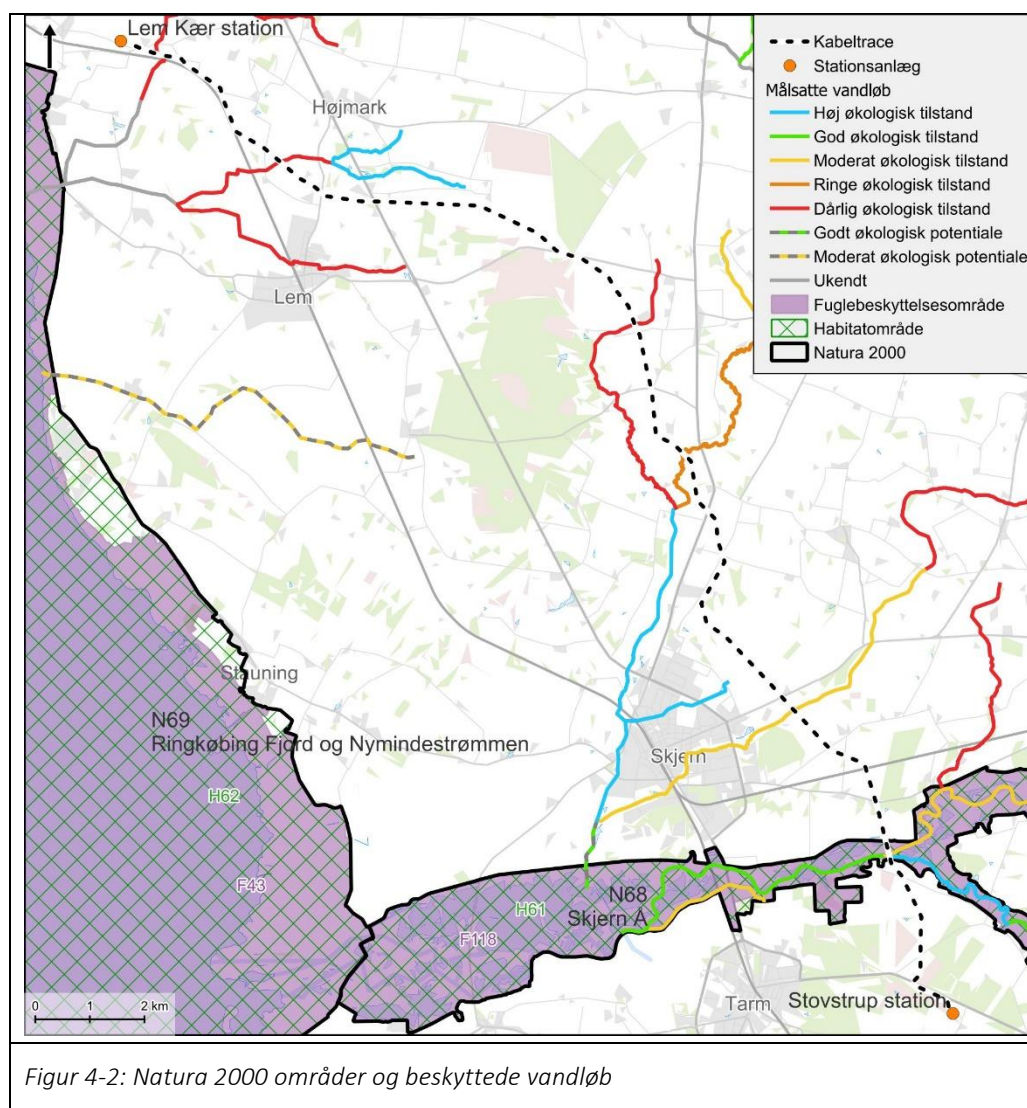 Lem Kær station
Højmark
Lem
Stauning
N69
Ringkøbing Fjord og Nymindestrømmen
H62
F43
Skjern
H61
F118
N68
Skjern Å
Tarm
Stovstrup station
0 1 2 km
Kabeltrace
Stationsanlæg
Målsatte vandløb
Høj økologisk tilstand
God økologisk tilstand
Moderat økologisk tilstand
Ringe økologisk tilstand
Dårlig økologisk tilstand
Godt økologisk potentiale
Moderat økologisk potentiale
Ukendt
Fuglebeskyttelsesområde
Habitatområde
Natura 2000
Figur 4-2: Natura 2000 områder og beskyttede vandløb